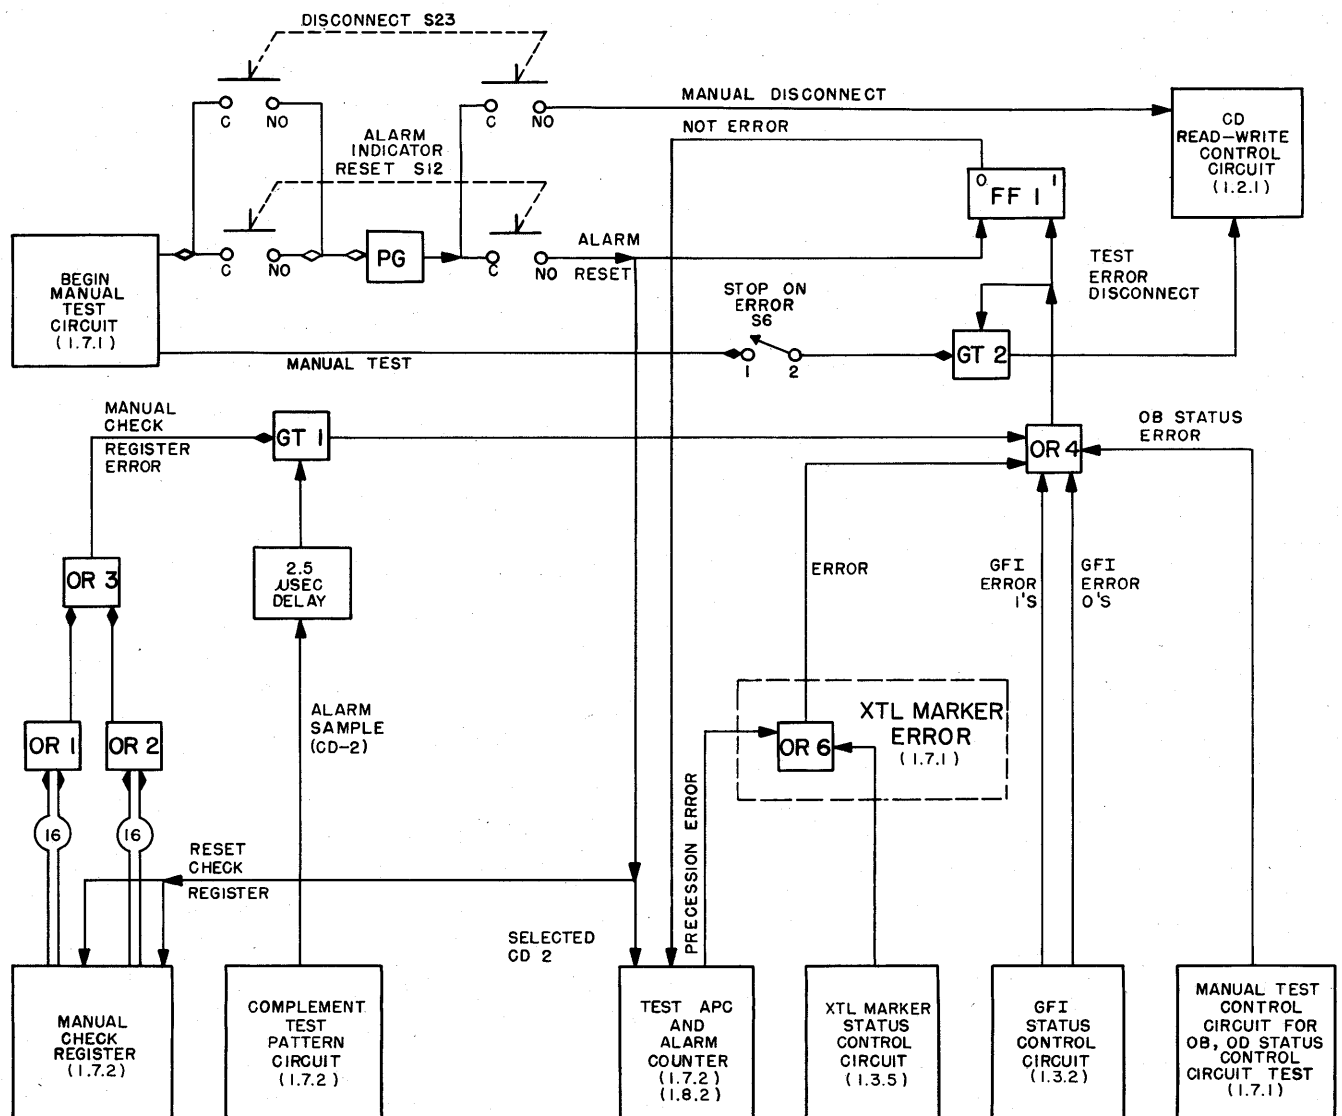 DISCONNECT S23
C
NO
C
NO
MANUAL DISCONNECT
NOT ERROR
CD
READ-WRITE
CONTROL
CIRCUIT
(1.2.1)
ALARM
INDICATOR
RESET S12
0
1
FF 1
BEGIN
MANUAL
TEST
CIRCUIT
(1.7.1)
C
NO
PG
C
NO
ALARM
RESET
TEST
ERROR
DISCONNECT
STOP ON
ERROR
S6
1
2
GT 2
MANUAL TEST
MANUAL
CHECK
REGISTER
ERROR
GT 1
OR 4
OB STATUS
ERROR
OR 3
2.5
µSEC
DELAY
ERROR
GFI
ERROR
1'S
GFI
ERROR
0'S
OR 1
OR 2
ALARM
SAMPLE
(CD-2)
OR 6
XTL MARKER
ERROR
(1.7.1)
16
16
RESET
CHECK
REGISTER
PRECESSION ERROR
SELECTED
CD 2
MANUAL
CHECK
REGISTER
(1.7.2)
COMPLEMENT
TEST
PATTERN
CIRCUIT
(1.7.2)
TEST APC
AND
ALARM
COUNTER
(1.7.2)
(1.8.2)
XTL MARKER
STATUS
CONTROL
CIRCUIT
(1.3.5)
GFI
STATUS
CONTROL
CIRCUIT
(1.3.2)
MANUAL TEST
CONTROL
CIRCUIT FOR
OB, OD STATUS
CONTROL
CIRCUIT TEST
(1.7.1)